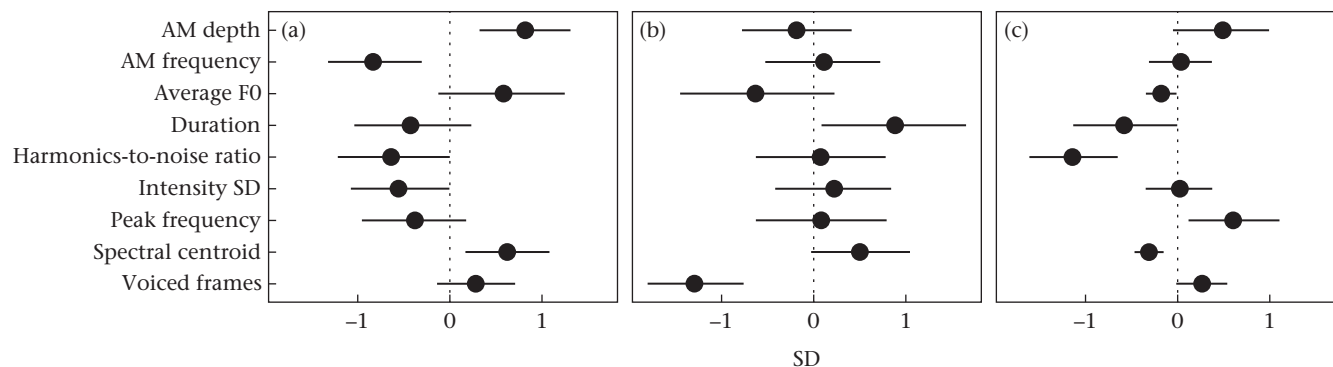 (a) (b) (c)
AM depth
AM frequency
Average F0
Duration
Harmonics-to-noise ratio
Intensity SD
Peak frequency
Spectral centroid
Voiced frames
–1 0 1 –1 0 1 –1 0 1
SD